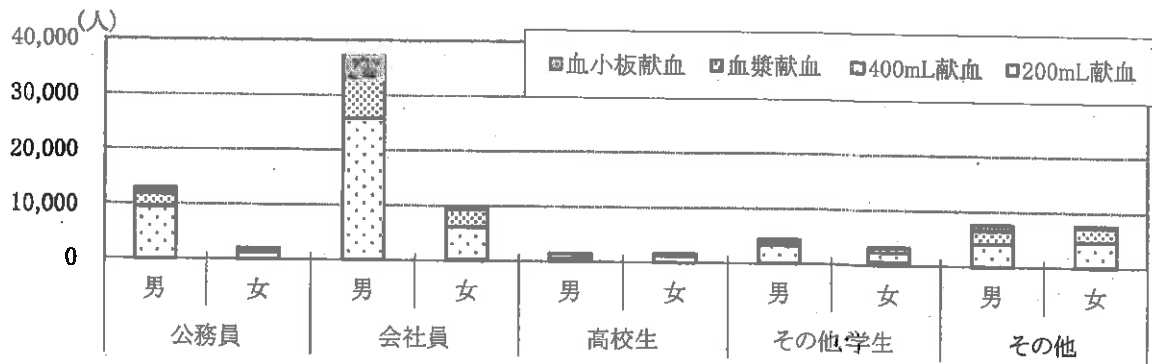 (人)
40,000
30,000
20,000
10,000
0
血小板献血 血漿献血 400mL献血 200mL献血
男 女 男 女 男 女 男 女 男 女
公務員 会社員 高校生 その他学生 その他